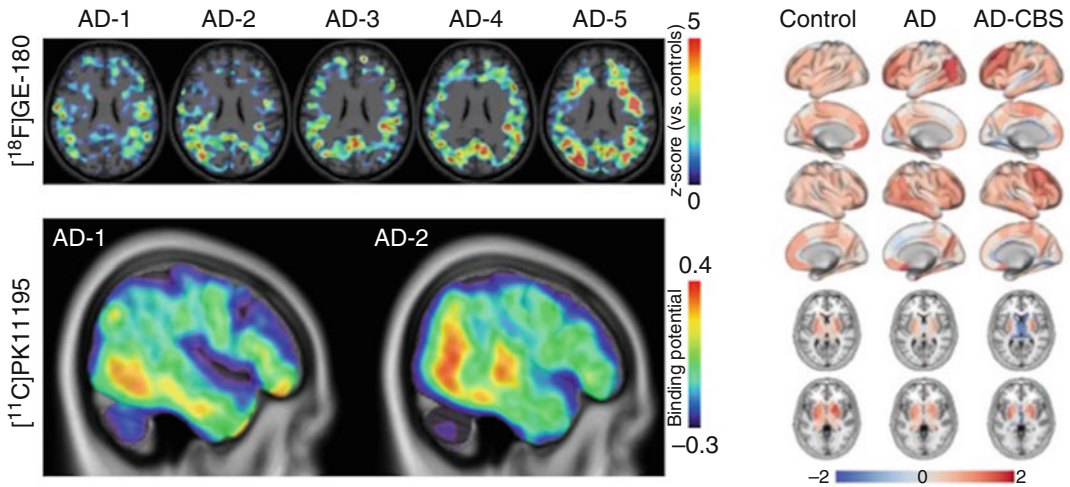 AD-1 AD-2 AD-3 AD-4 AD-5
[¹⁸F]GE-180
5
z-score (vs. controls)
0
[¹¹C]PK11195
AD-1 AD-2
0.4
Binding potential
−0.3
Control AD AD-CBS
−2 0 2